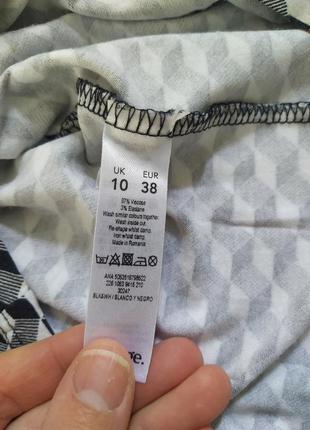 UK EUR
10 38
97% Viscose
3% Elastane
Wash similar colours together.
Wash inside out.
Re-shape whilst damp.
Iron whilst damp.
Made in Romania
BLK&WH / BLANCO Y NEGRO
ge.